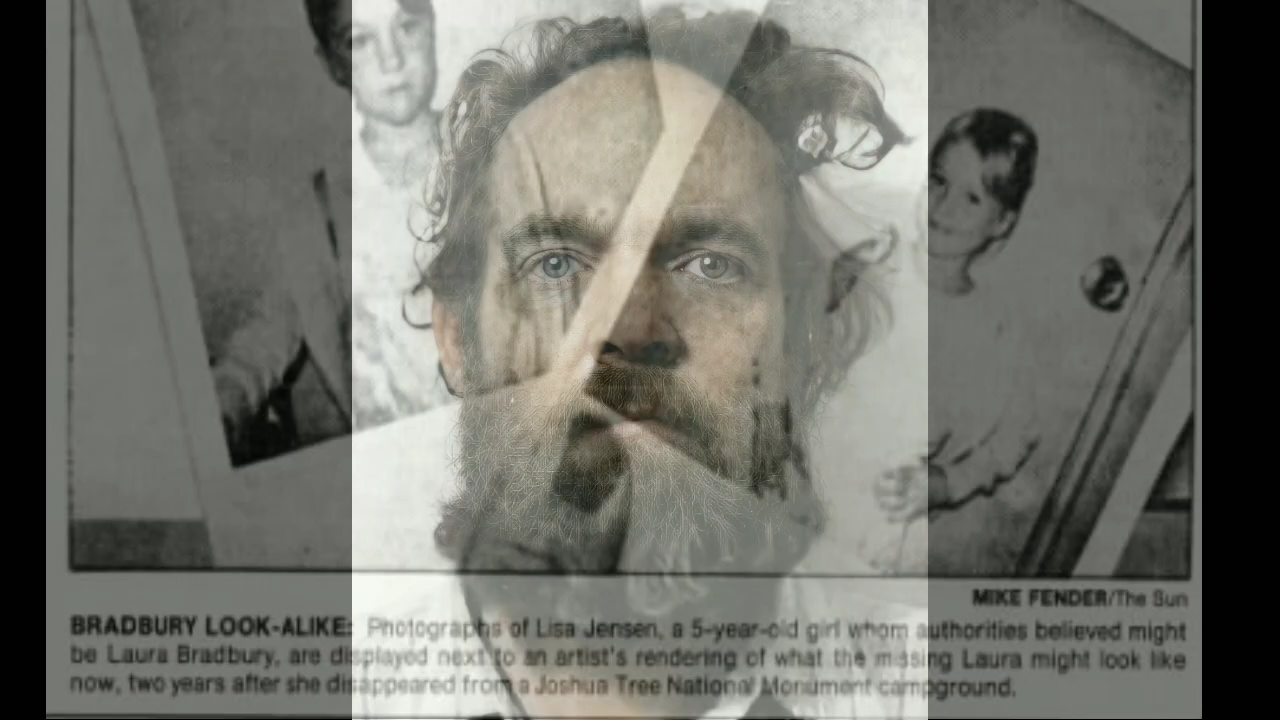 MIKE FENDER/The Sun
BRADBURY LOOK-ALIKE: Photographs of Lisa Jensen, a 5-year-old girl whom authorities believed might
be Laura Bradbury, are displayed next to an artist's rendering of what the missing Laura might look like
now, two years after she disappeared from a Joshua Tree National Monument campground.